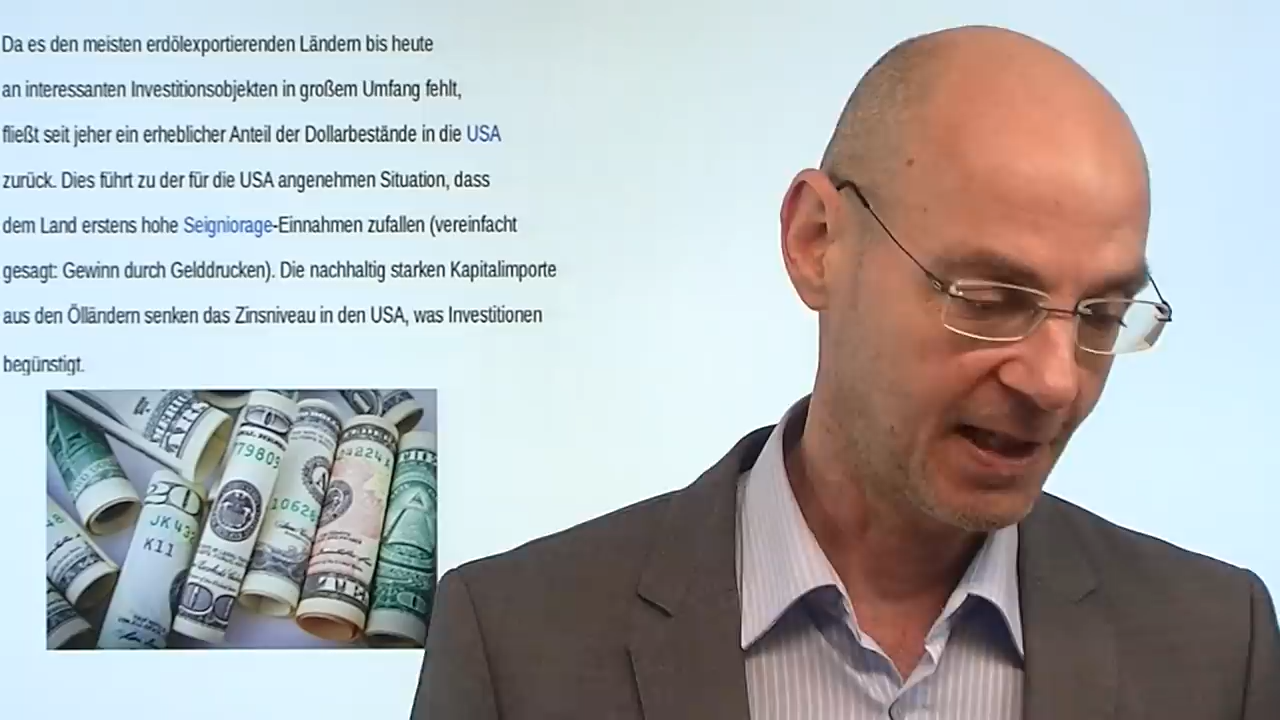 Da es den meisten erdölexportierenden Ländern bis heute
an interessanten Investitionsobjekten in großem Umfang fehlt,
fließt seit jeher ein erheblicher Anteil der Dollarbestände in die USA
zurück. Dies führt zu der für die USA angenehmen Situation, dass
dem Land erstens hohe Seigniorage-Einnahmen zufallen (vereinfacht
gesagt: Gewinn durch Gelddrucken). Die nachhaltig starken Kapitalimporte
aus den Ölländern senken das Zinsniveau in den USA, was Investitionen
begünstigt.
K11